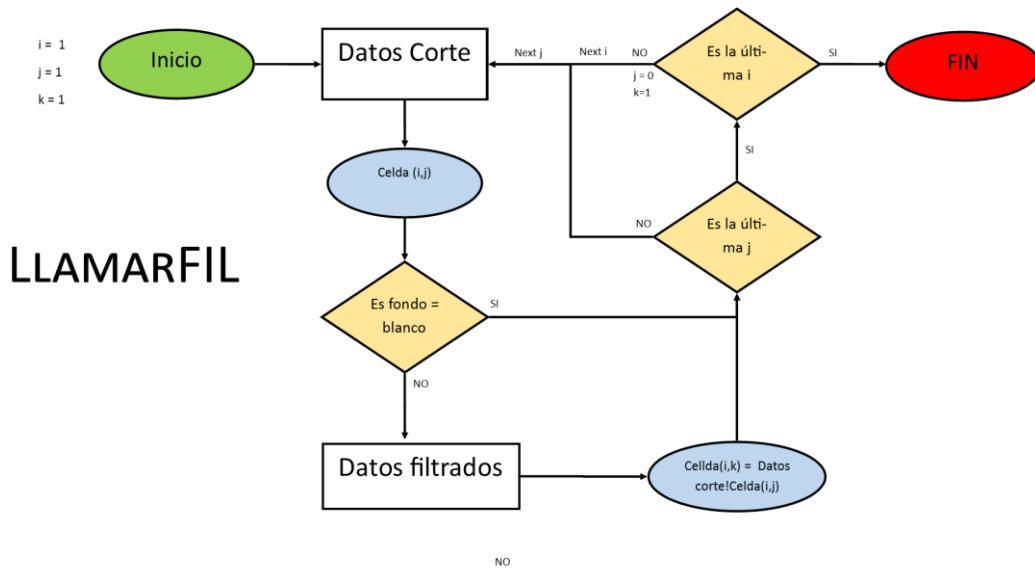 i = 1
j = 1
k = 1
Inicio
Datos Corte
Next j
Next i
NO
j = 0
k=1
Es la últi-
ma i
SI
FIN
Celda (i,j)
SI
NO
Es la últi-
ma j
LLAMARFIL
Es fondo =
blanco
SI
NO
Datos filtrados
Cellda(i,k) = Datos
corte!Celda(i,j)
NO